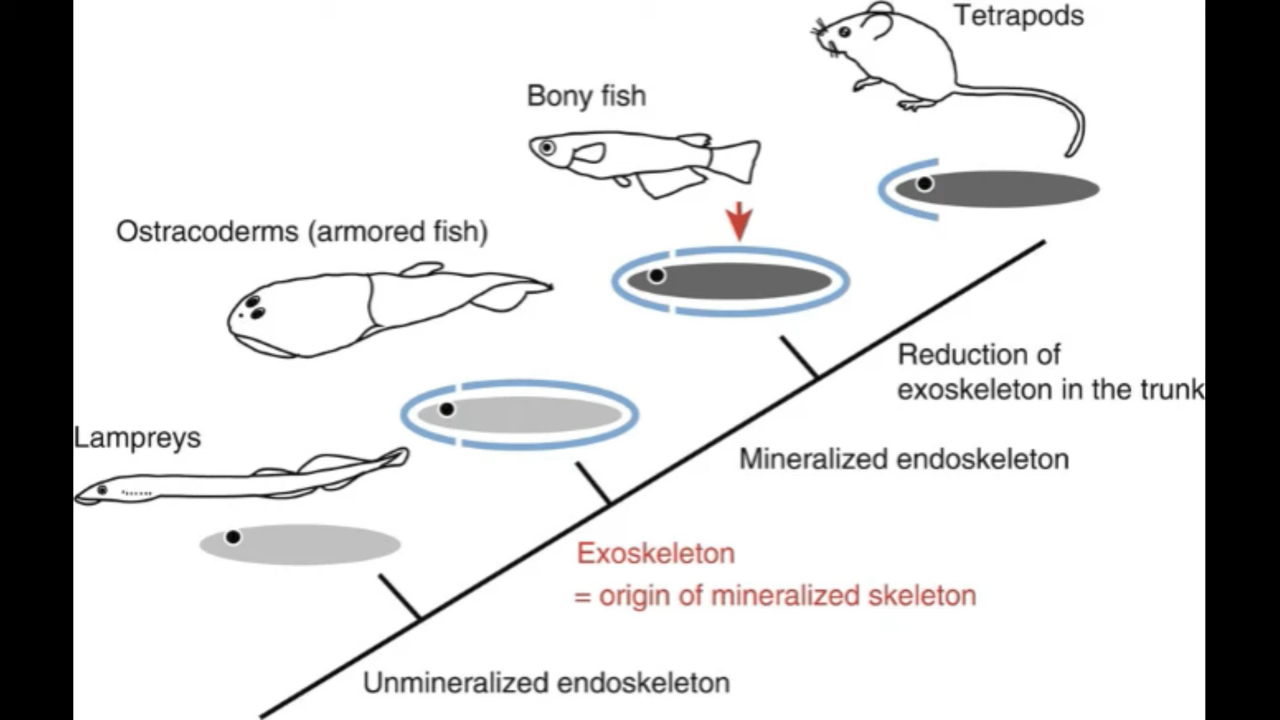 Tetrapods
Bony fish
Ostracoderms (armored fish)
Lampreys
Reduction of
exoskeleton in the trunk
Mineralized endoskeleton
Exoskeleton
= origin of mineralized skeleton
Unmineralized endoskeleton